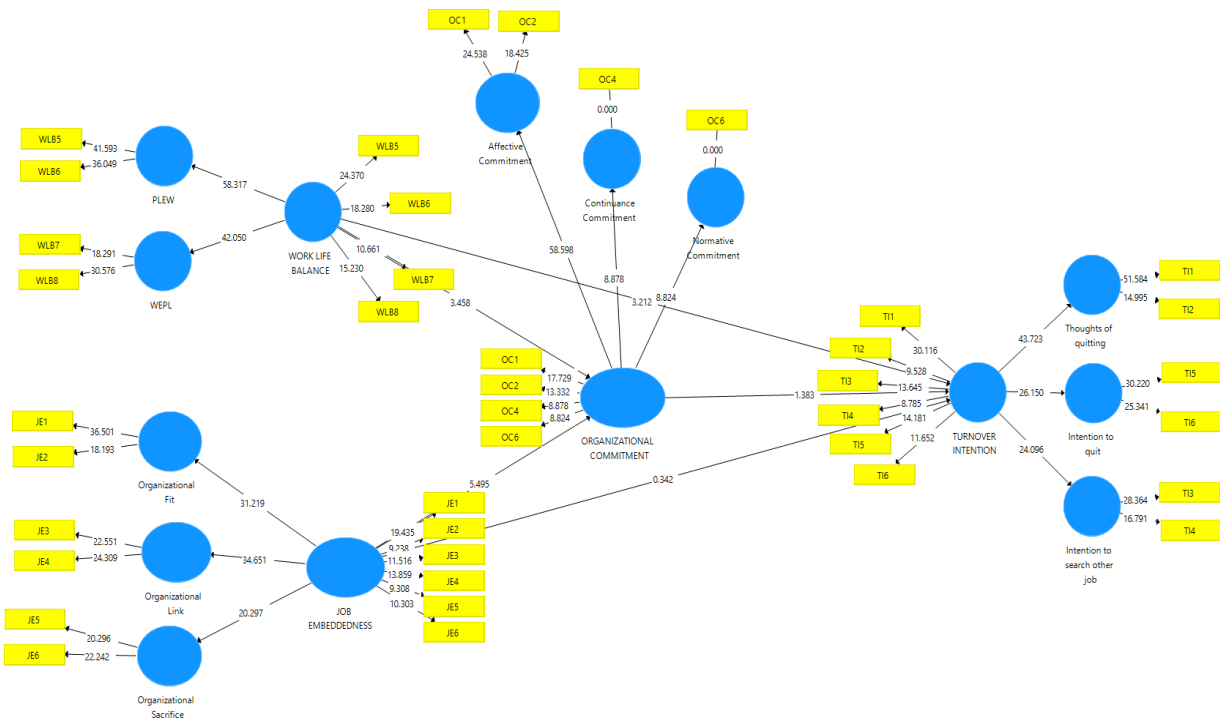 OC1
OC2
24.538
18.425
Affective
Commitment
OC4
0.000
Continuance
Commitment
OC6
0.000
Normative
Commitment
58.598
8.878
8.824
WLB5
41.593
WLB6
36.049
PLEW
58.317
WLB7
18.291
WLB8
30.576
WEPL
42.050
WORK LIFE
BALANCE
WLB5
24.370
18.280
WLB6
10.661
WLB7
15.230
WLB8
3.458
3.212
OC1
17.729
OC2
13.332
OC4
8.878
OC6
8.824
ORGANIZATIONAL
COMMITMENT
1.383
TI1
30.116
TI2
9.528
TI3
13.645
TI4
8.785
TI5
14.181
TI6
11.652
TURNOVER
INTENTION
43.723
26.150
24.096
51.584
TI1
14.995
TI2
Thoughts of
quitting
30.220
TI5
25.341
TI6
Intention to
quit
28.364
TI3
16.791
TI4
Intention to
search other
job
JE1
36.501
JE2
18.193
Organizational
Fit
31.219
JE3
22.551
JE4
24.309
Organizational
Link
34.651
JE5
20.296
JE6
22.242
Organizational
Sacrifice
20.297
JOB
EMBEDDEDNESS
5.495
0.342
JE1
19.435
JE2
9.238
JE3
11.516
JE4
13.859
JE5
9.308
JE6
10.303